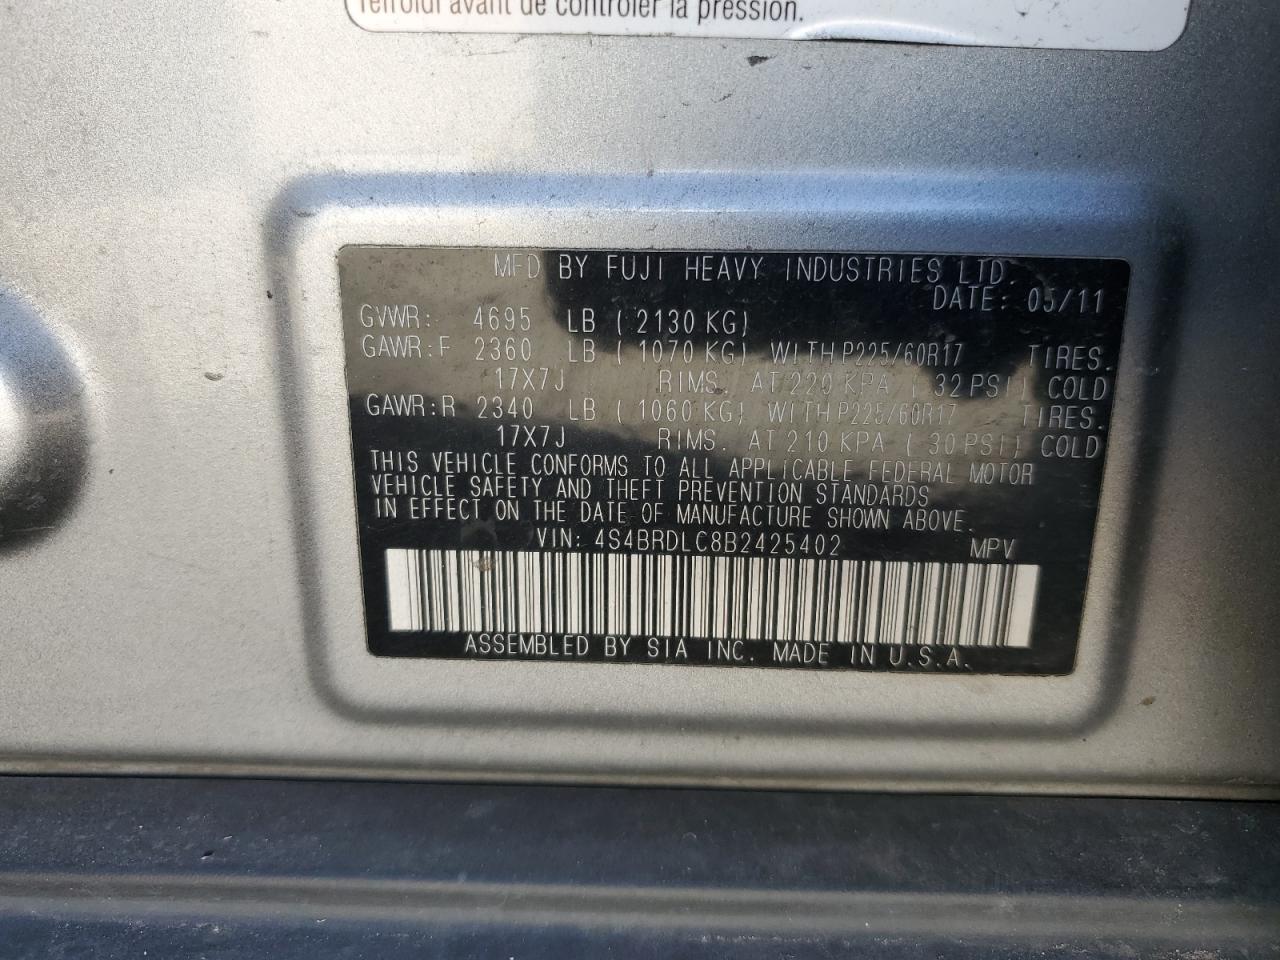 refroidi avant de contrôler la pression.
MFD BY FUJI HEAVY INDUSTRIES LTD.
DATE: 05/11
GVWR: 4695 LB ( 2130 KG)
GAWR:F 2360 LB ( 1070 KG) WITH P225/60R17 TIRES.
17X7J RIMS. AT 220 KPA ( 32 PSI) COLD
GAWR:R 2340 LB ( 1060 KG) WITH P225/60R17 TIRES.
17X7J RIMS. AT 210 KPA ( 30 PSI) COLD
THIS VEHICLE CONFORMS TO ALL APPLICABLE FEDERAL MOTOR
VEHICLE SAFETY AND THEFT PREVENTION STANDARDS
IN EFFECT ON THE DATE OF MANUFACTURE SHOWN ABOVE.
VIN: 4S4BRDLC8B2425402 MPV
ASSEMBLED BY SIA INC. MADE IN U.S.A.